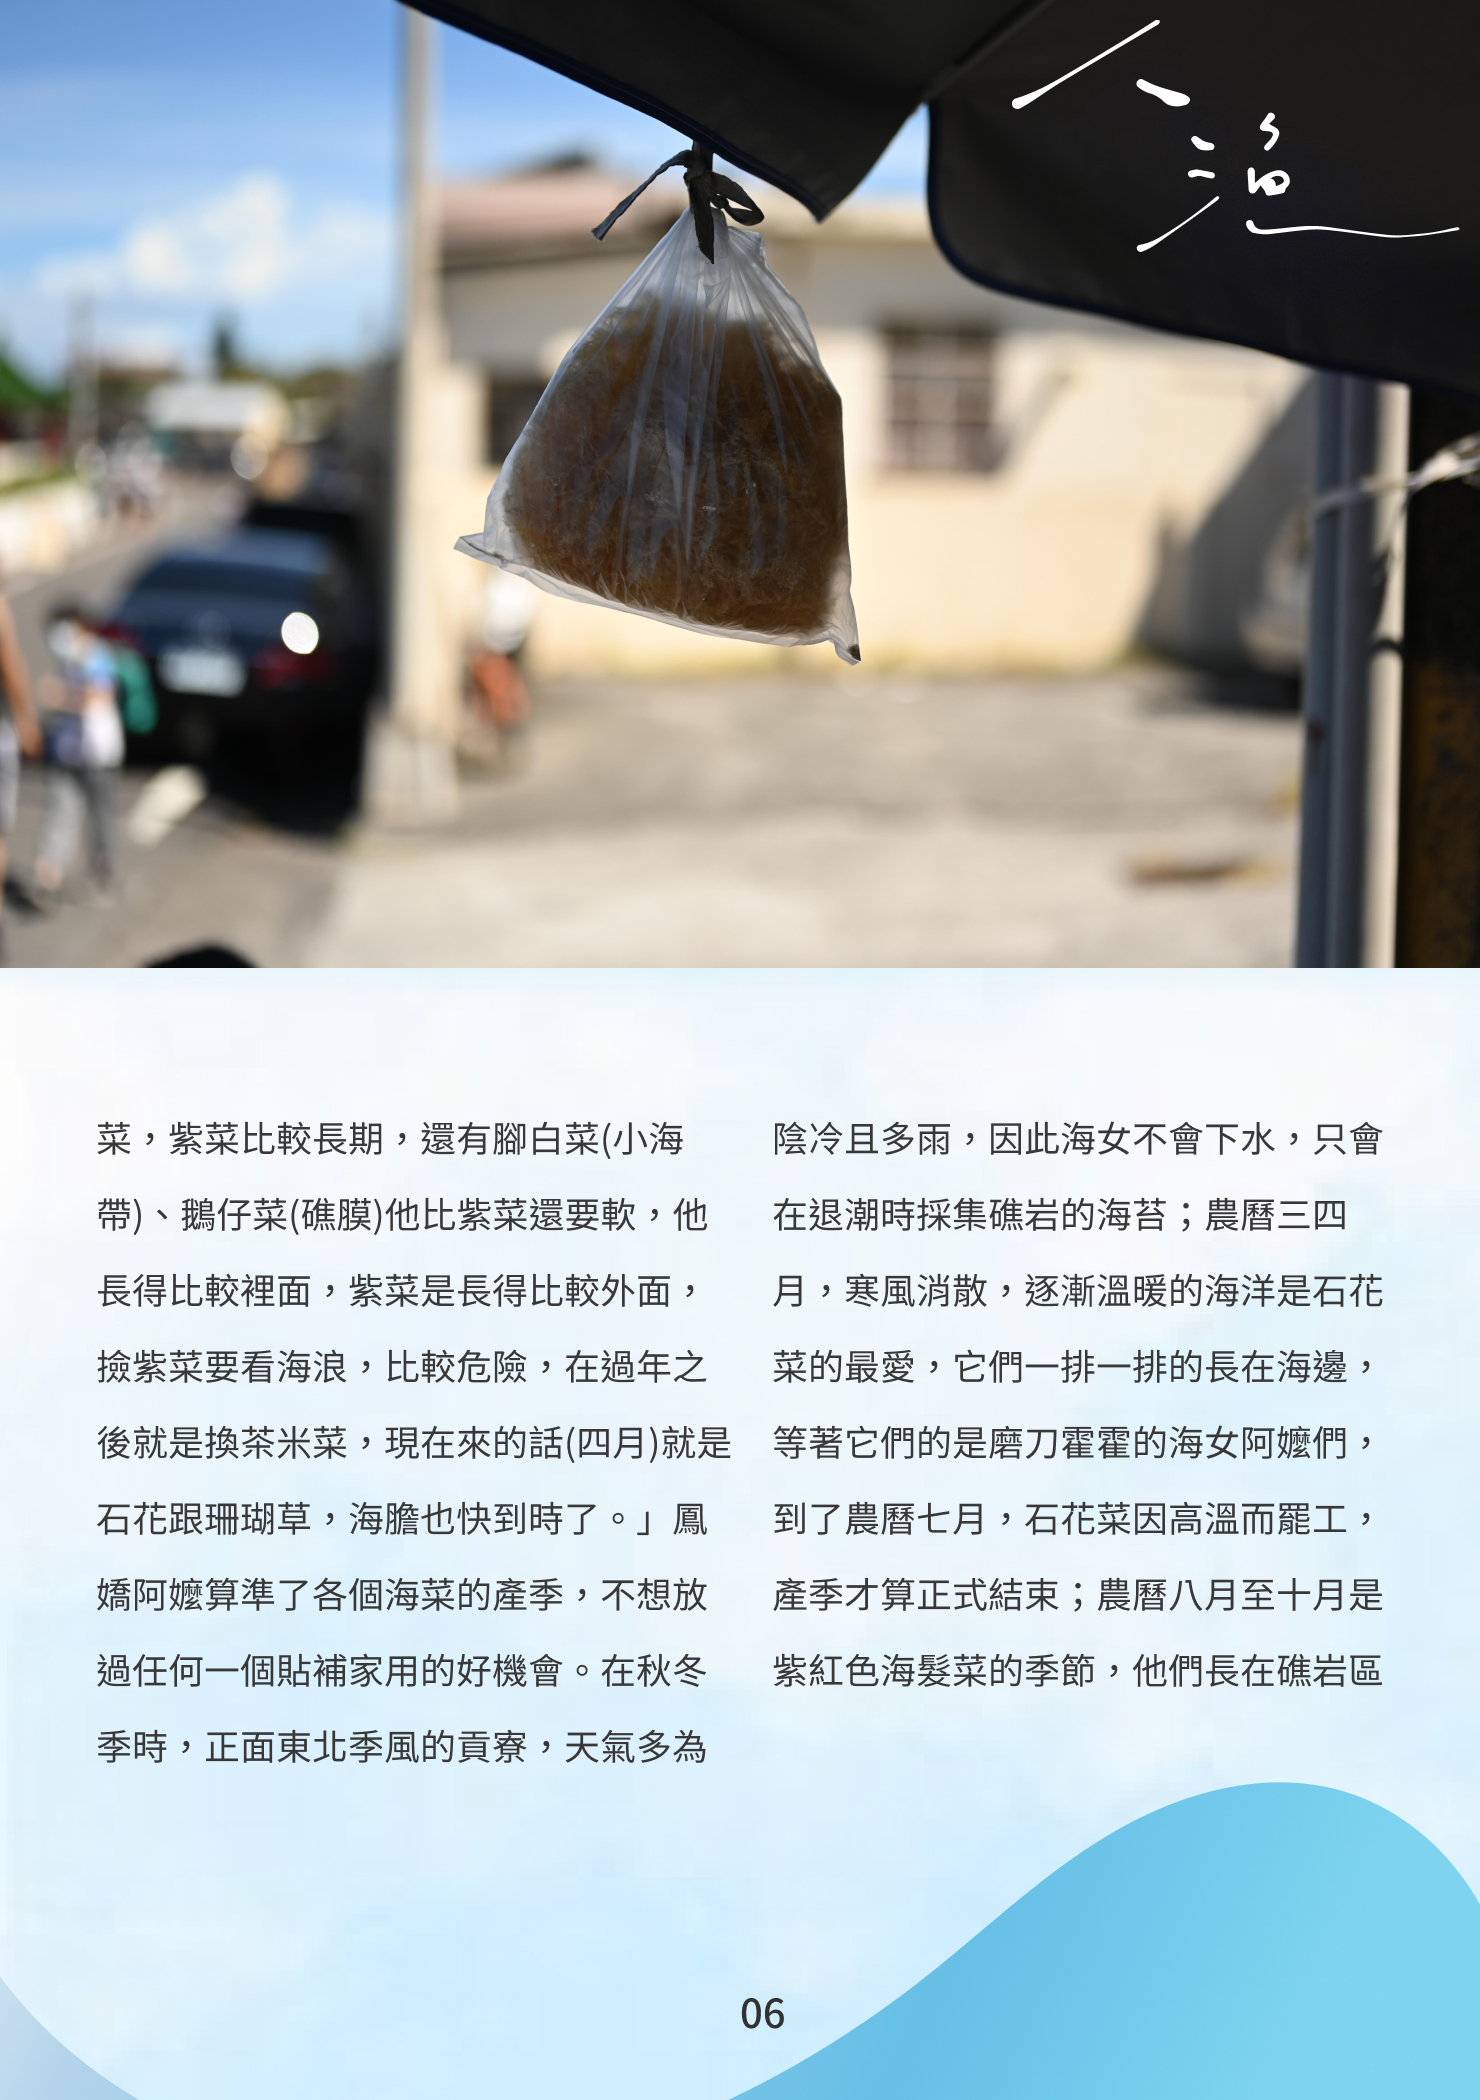 菜，紫菜比較長期，還有腳白菜(小海
帶)、鵝仔菜(礁膜)他比紫菜還要軟，他
長得比較裡面，紫菜是長得比較外面，
撿紫菜要看海浪，比較危險，在過年之
後就是換茶米菜，現在來的話(四月)就是
石花跟珊瑚草，海膽也快到時了。」鳳
嬌阿嬤算準了各個海菜的產季，不想放
過任何一個貼補家用的好機會。在秋冬
季時，正面東北季風的貢寮，天氣多為
陰冷且多雨，因此海女不會下水，只會
在退潮時採集礁岩的海苔；農曆三四
月，寒風消散，逐漸溫暖的海洋是石花
菜的最愛，它們一排一排的長在海邊，
等著它們的是磨刀霍霍的海女阿嬤們，
到了農曆七月，石花菜因高溫而罷工，
產季才算正式結束；農曆八月至十月是
紫紅色海髮菜的季節，他們長在礁岩區
06